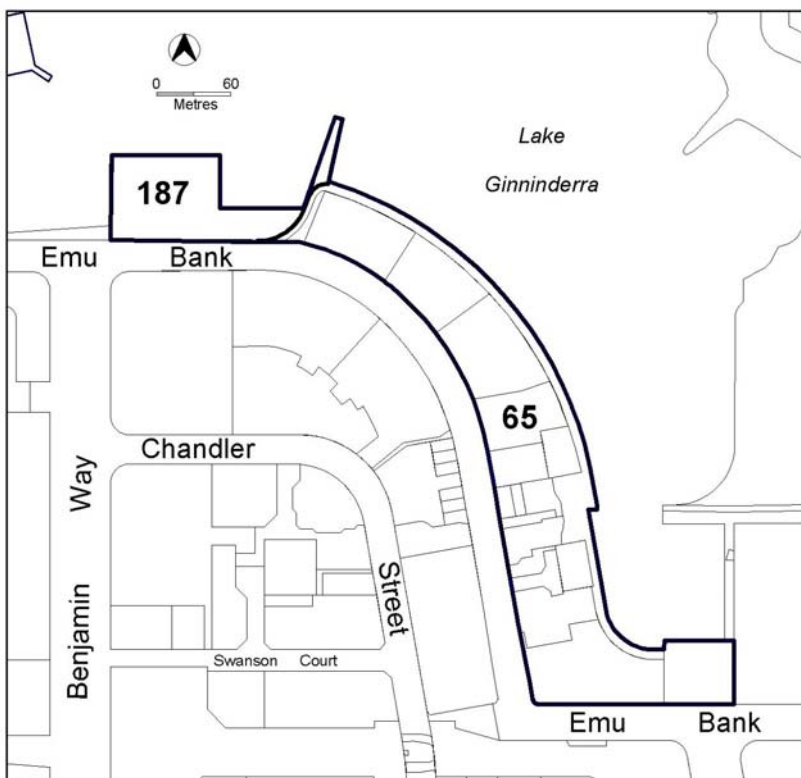 0 60
Metres
Lake
Ginninderra
187
Emu Bank
65
Chandler
Street
Benjamin Way
Swanson Court
Emu Bank